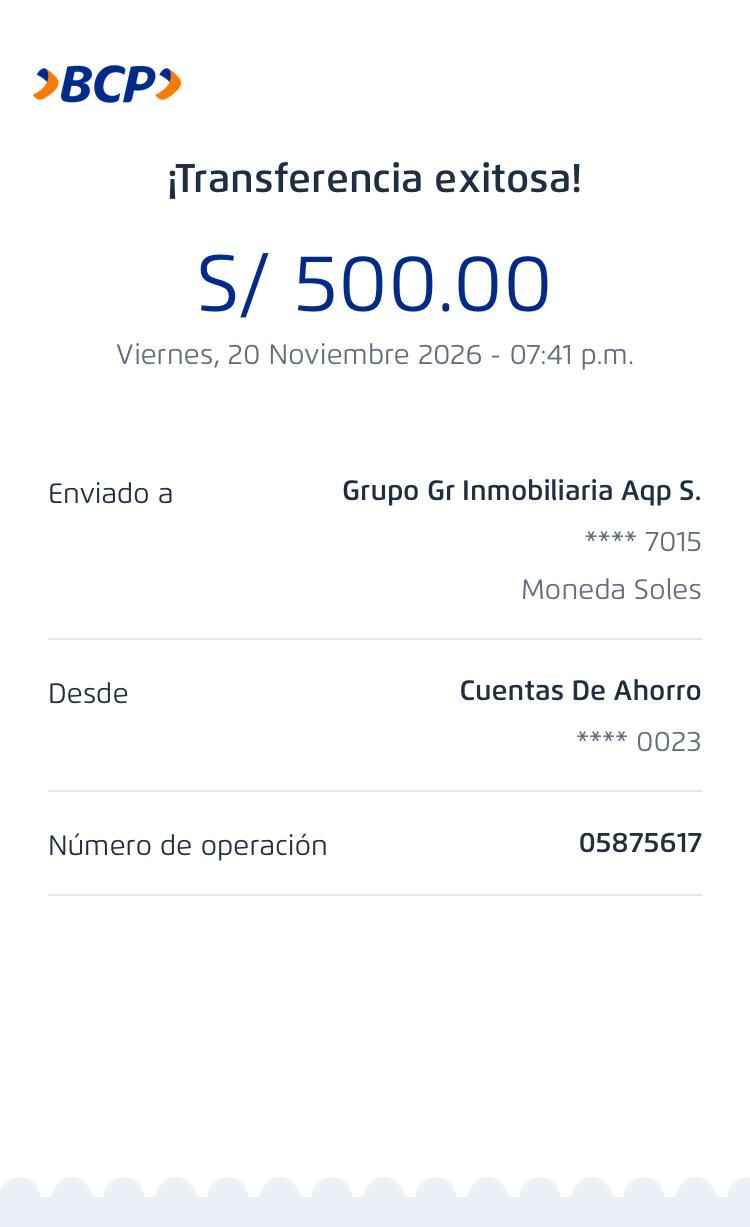 BCP
¡Transferencia exitosa!
S/ 500.00
Viernes, 20 Noviembre 2026 - 07:41 p.m.
Enviado a
Grupo Gr Inmobiliaria Aqp S.
**** 7015
Moneda Soles
Desde
Cuentas De Ahorro
**** 0023
Número de operación
05875617